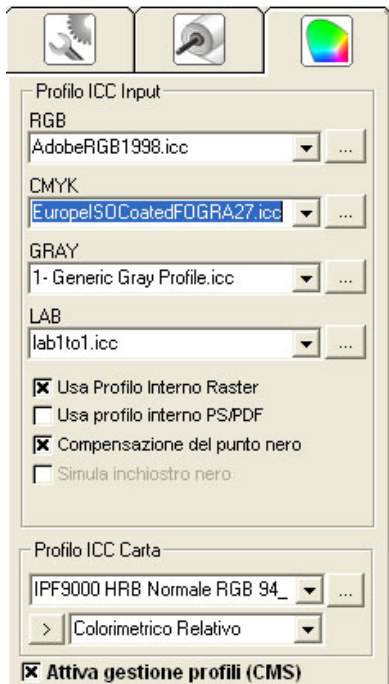 Profilo ICC Input
RGB
AdobeRGB1998.icc
...
CMYK
EuropeISOCoatedFOGRA27.icc
...
GRAY
1- Generic Gray Profile.icc
...
LAB
lab1to1.icc
...
Usa Profilo Interno Raster
Usa profilo interno PS/PDF
Compensazione del punto nero
Simula inchiostro nero
Profilo ICC Carta
IPF9000 HRB Normale RGB 94_
...
> Colorimetrico Relativo
Attiva gestione profili (CMS)